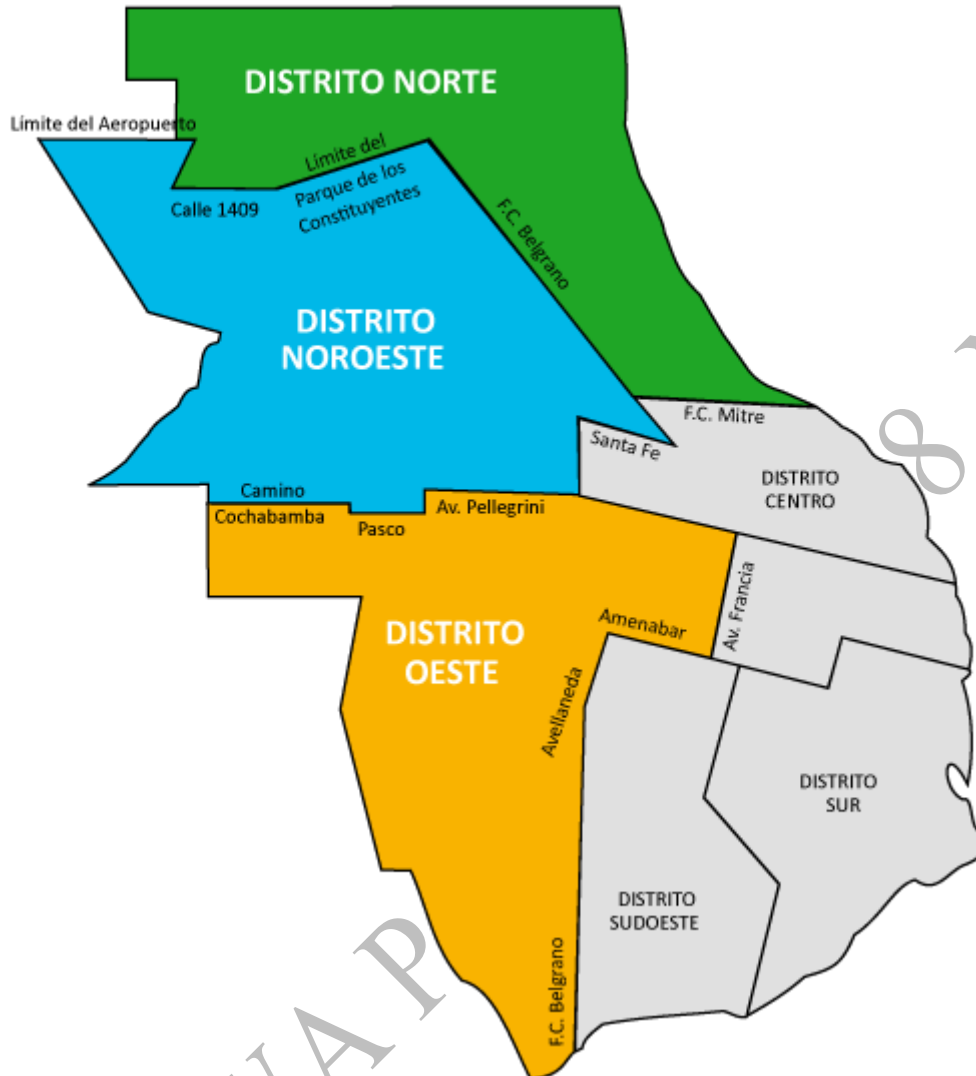 DISTRITO NORTE
Límite del Aeropuerto
Límite del
Parque de los
Constituyentes
Calle 1409
F.C. Belgrano
DISTRITO
NOROESTE
F.C. Mitre
Santa Fe
DISTRITO
CENTRO
Camino
Cochabamba
Pasco
Av. Pellegrini
Av. Francia
Amenabar
DISTRITO
OESTE
Avellaneda
DISTRITO
SUR
DISTRITO
SUDOESTE
F.C. Belgrano